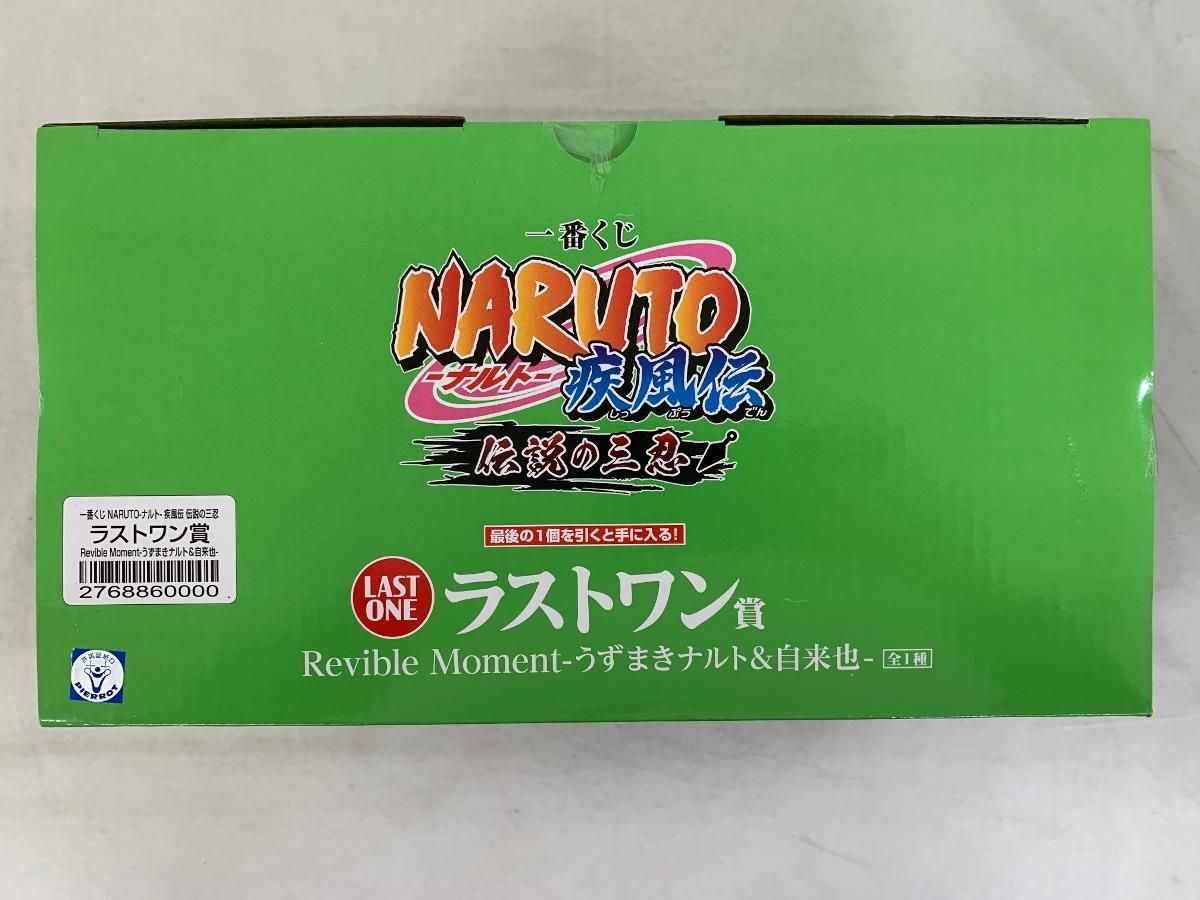 一番くじ
NARUTO
-ナルト-
疾風伝
しっ ぷう でん
伝説の三忍
最後の1個を引くと手に入る!
LAST
ONE
ラストワン賞
Revible Moment-うずまきナルト&自来也- 全1種
一番くじ NARUTO-ナルト- 疾風伝 伝説の三忍
ラストワン賞
Revible Moment-うずまきナルト&自来也-
2768860000
PIERROT